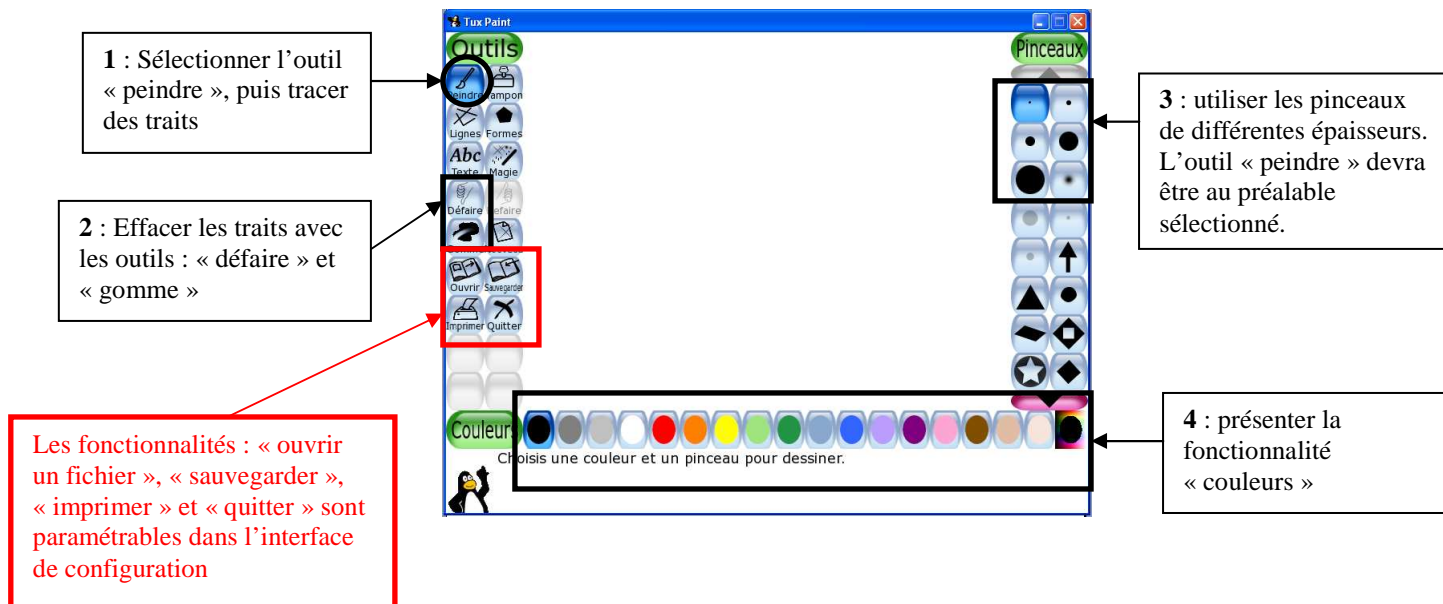 Tux Paint
Outils
Pinceaux
1 : Sélectionner l’outil
« peindre », puis tracer
des traits
Peindre Tampon
Lignes Formes
Texte Magie
Abc
Défaire Refaire
Ouvrir Sauvegarder
Imprimer Quitter
2 : Effacer les traits avec
les outils : « défaire » et
« gomme »
3 : utiliser les pinceaux
de différentes épaisseurs.
L’outil « peindre » devra
être au préalable
sélectionné.
Les fonctionnalités : « ouvrir
un fichier », « sauvegarder »,
« imprimer » et « quitter » sont
paramétrables dans l’interface
de configuration
Couleurs
Choisis une couleur et un pinceau pour dessiner.
4 : présenter la
fonctionnalité
« couleurs »